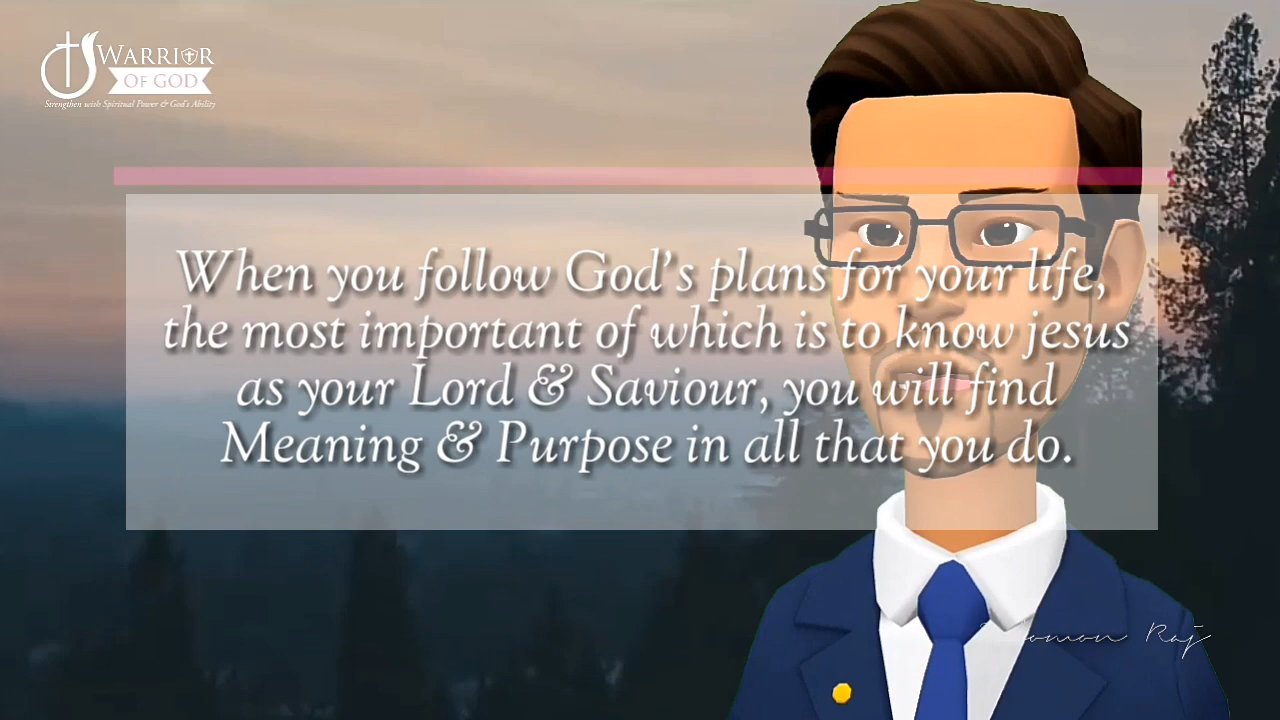 WARRIOR
OF GOD
Strengthen with Spiritual Power & God's Ability
When you follow God's plans for your life,
the most important of which is to know jesus
as your Lord & Saviour, you will find
Meaning & Purpose in all that you do.
Raj